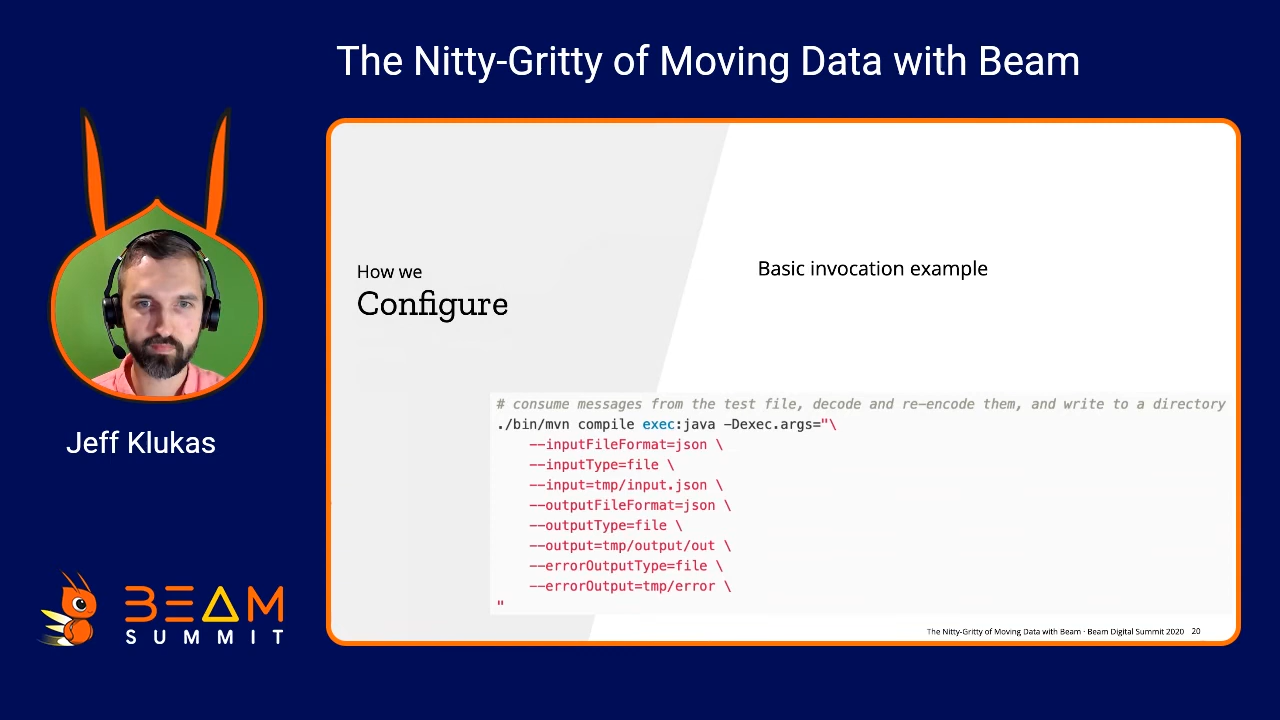 The Nitty-Gritty of Moving Data with Beam
How we
Configure
Basic invocation example
# consume messages from the test file, decode and re-encode them, and write to a directory
./bin/mvn compile exec:java -Dexec.args="\
--inputFileFormat=json \
--inputType=file \
--input=tmp/input.json \
--outputFileFormat=json \
--outputType=file \
--output=tmp/output/out \
--errorOutputType=file \
--errorOutput=tmp/error \
"
The Nitty-Gritty of Moving Data with Beam - Beam Digital Summit 2020 20
Jeff Klukas
BEAM
SUMMIT